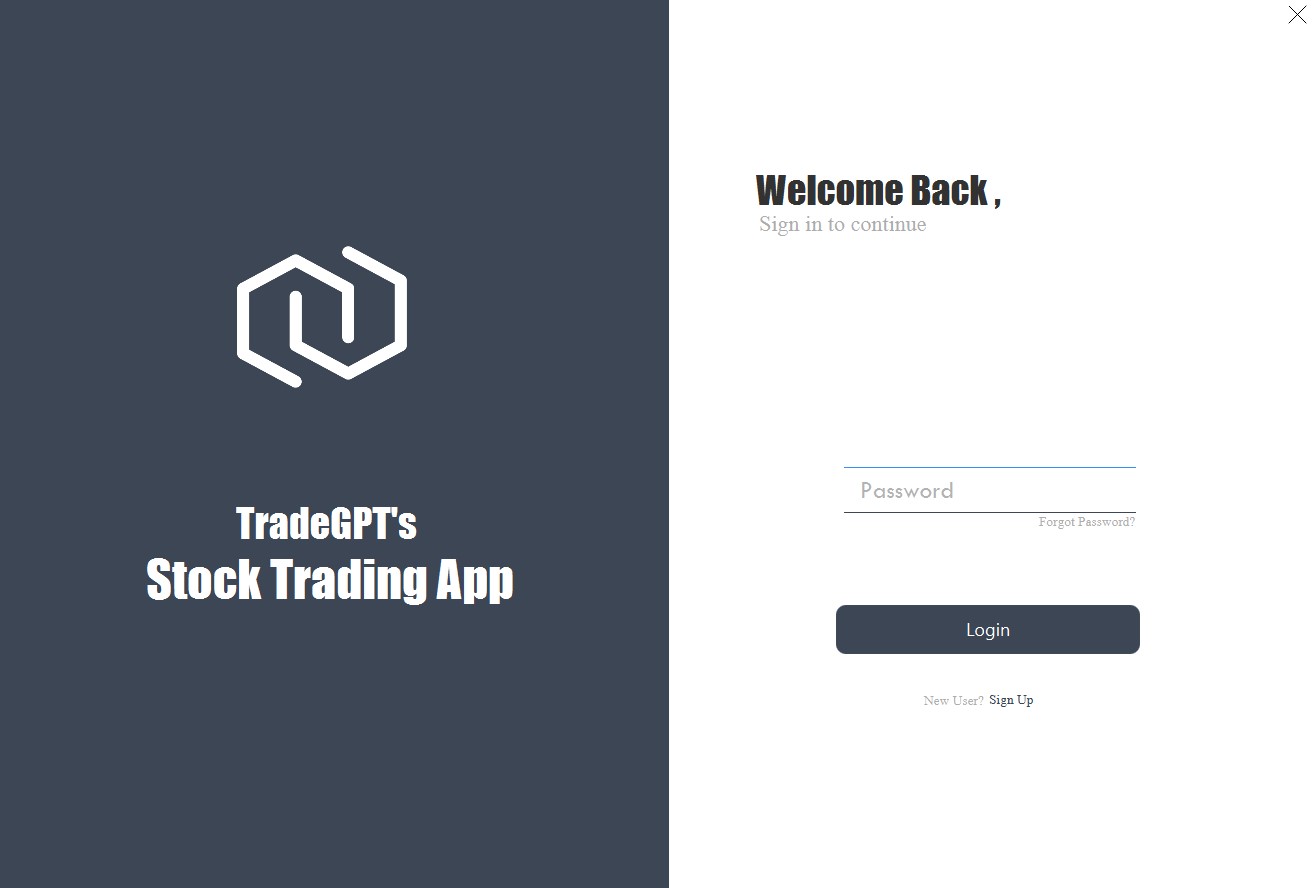 TradeGPT's
Stock Trading App
Welcome Back ,
Sign in to continue
Password
Forgot Password?
Login
New User? Sign Up